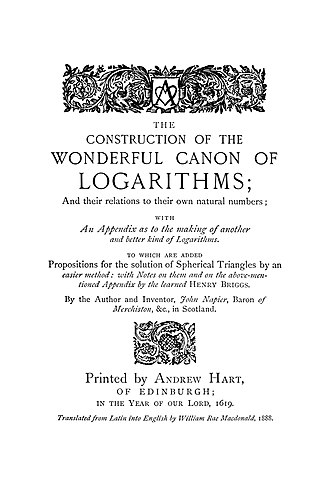 THE
CONSTRUCTION OF THE
WONDERFUL CANON OF
LOGARITHMS;
And their relations to their own natural numbers;
WITH
An Appendix as to the making of another
and better kind of Logarithms.
TO WHICH ARE ADDED
Propositions for the solution of Spherical Triangles by an
easier method: with Notes on them and on the above-men-
tioned Appendix by the learned HENRY BRIGGS.
By the Author and Inventor, John Napier, Baron of
Merchiston, &c., in Scotland.
Printed by ANDREW HART,
OF EDINBURGH;
IN THE YEAR OF OUR LORD, 1619.
Translated from Latin into English by William Rae Macdonald, 1888.